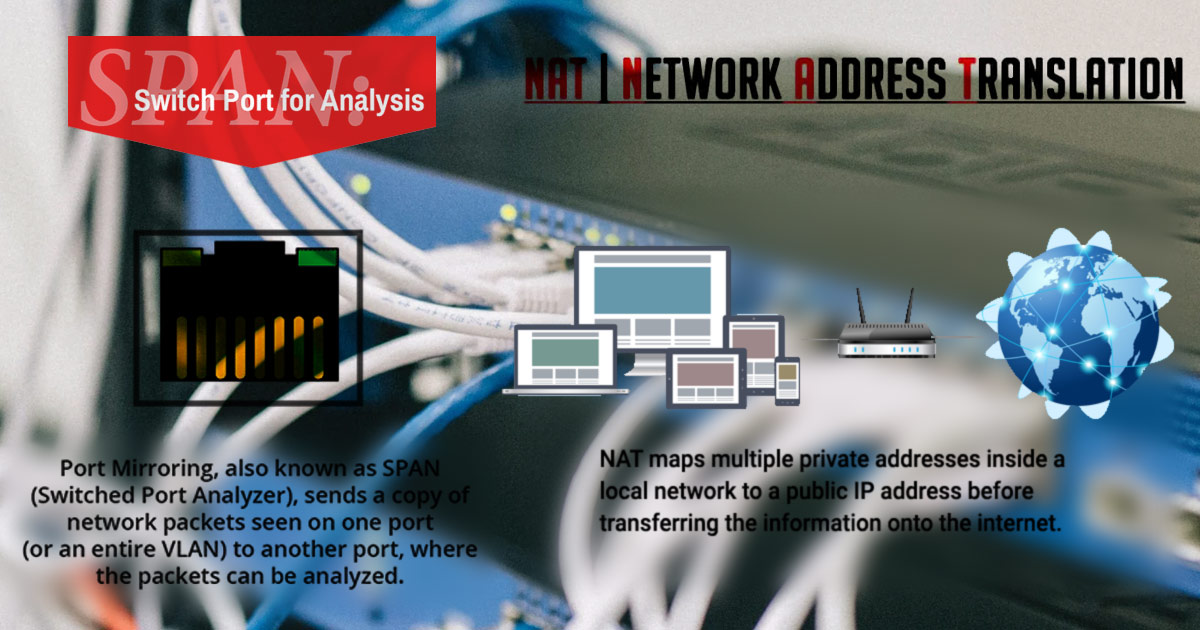 SPAN:
Switch Port for Analysis
NAT | NETWORK ADDRESS TRANSLATION
Port Mirroring, also known as SPAN
(Switched Port Analyzer), sends a copy of
network packets seen on one port
(or an entire VLAN) to another port, where
the packets can be analyzed.
NAT maps multiple private addresses inside a
local network to a public IP address before
transferring the information onto the internet.